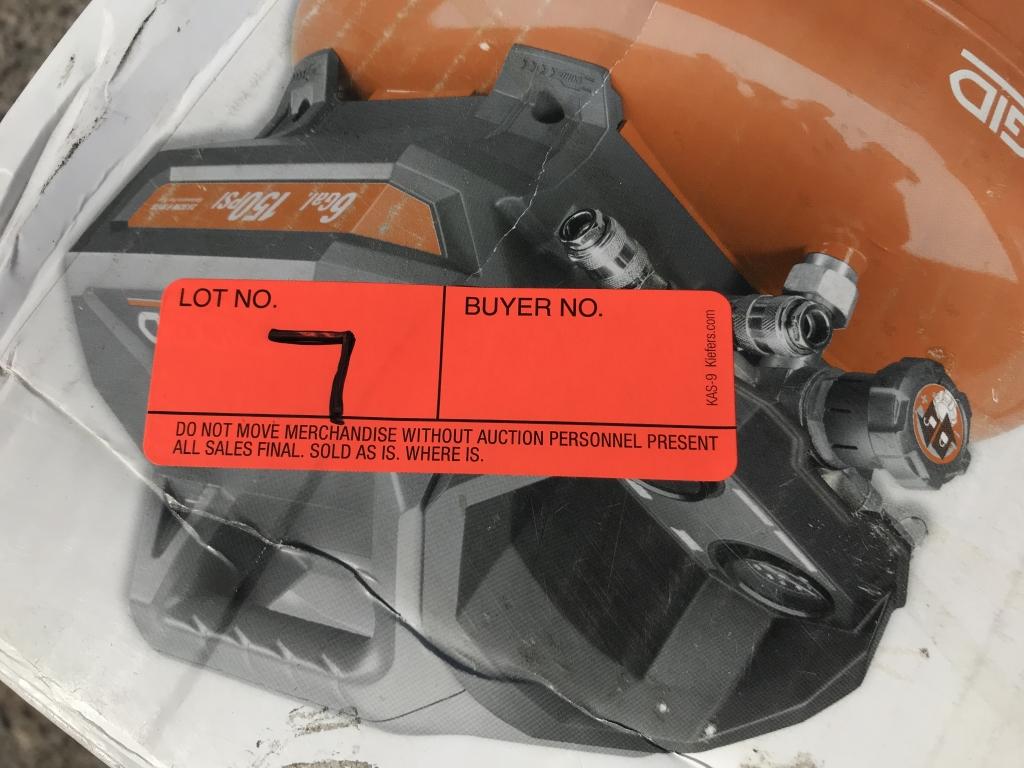 LOT NO.
7
BUYER NO.
KAS-9 Kiefers.com
DO NOT MOVE MERCHANDISE WITHOUT AUCTION PERSONNEL PRESENT
ALL SALES FINAL. SOLD AS IS. WHERE IS.
6Gal. 150PSI
GID